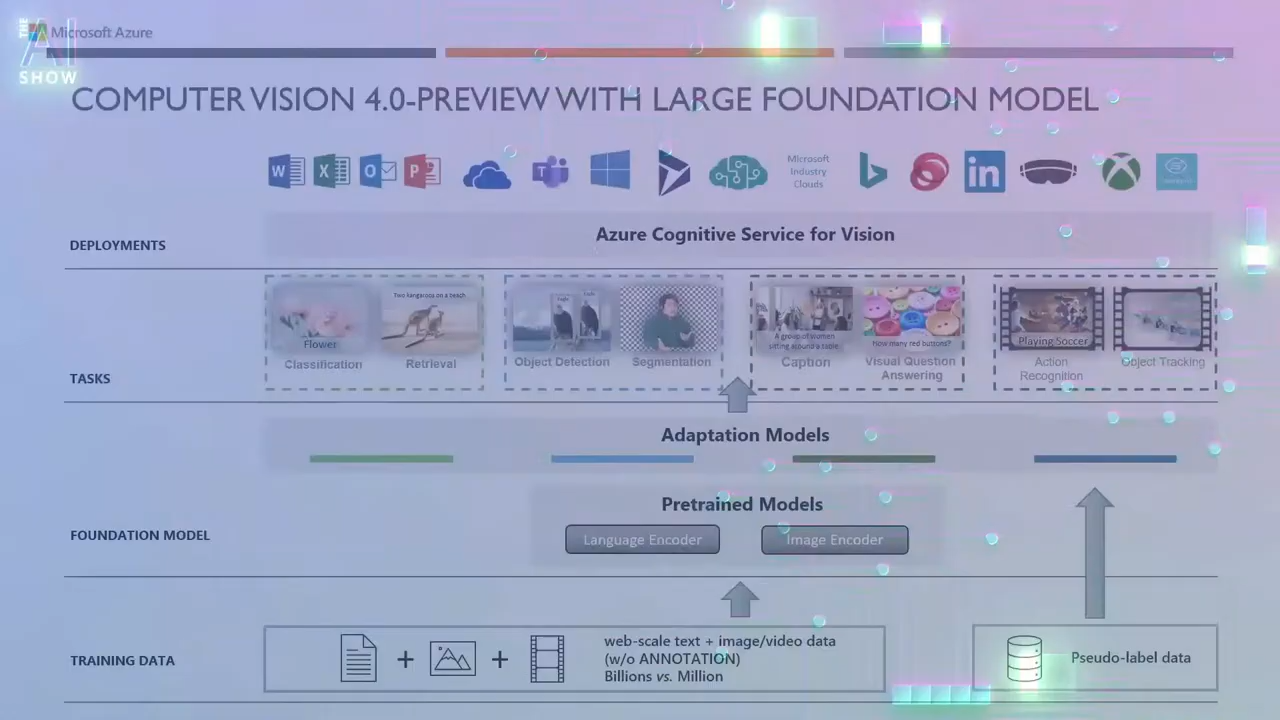 THE
AI
SHOW
Microsoft Azure
COMPUTER VISION 4.0-PREVIEW WITH LARGE FOUNDATION MODEL
W
X
O
P
Microsoft
Industry
Clouds
in
DEPLOYMENTS
Azure Cognitive Service for Vision
TASKS
Flower
Classification
Two kangaroos on a beach
Retrieval
Object Detection
Segmentation
A group of women
sitting around a table
Caption
How many red buttons?
Visual Question
Answering
Playing Soccer
Action
Recognition
Object Tracking
Adaptation Models
FOUNDATION MODEL
Pretrained Models
Language Encoder
Image Encoder
TRAINING DATA
+
+
web-scale text + image/video data
(w/o ANNOTATION)
Billions vs. Million
Pseudo-label data